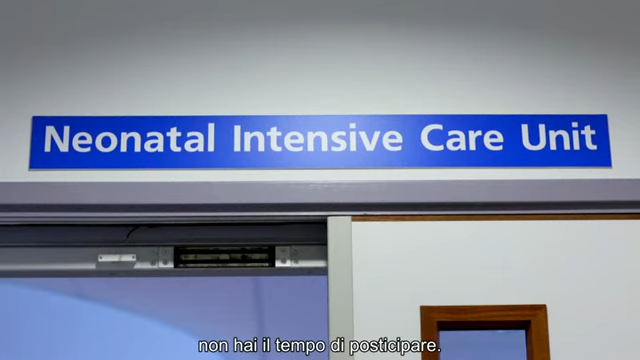 Neonatal Intensive Care Unit
non hai il tempo di posticipare.